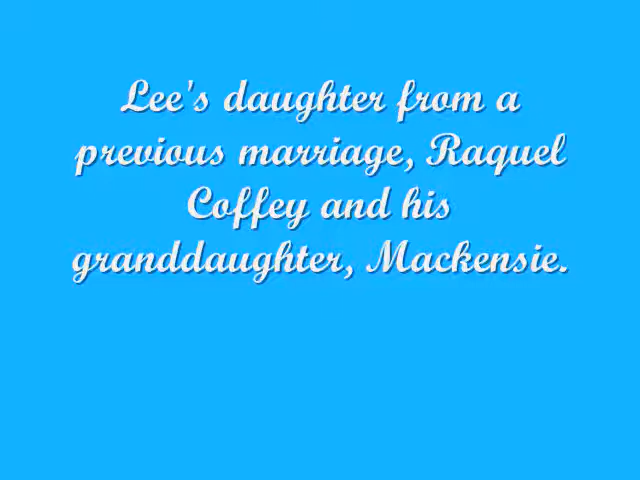 Lee's daughter from a
previous marriage, Raquel
Coffey and his
granddaughter, Mackensie.